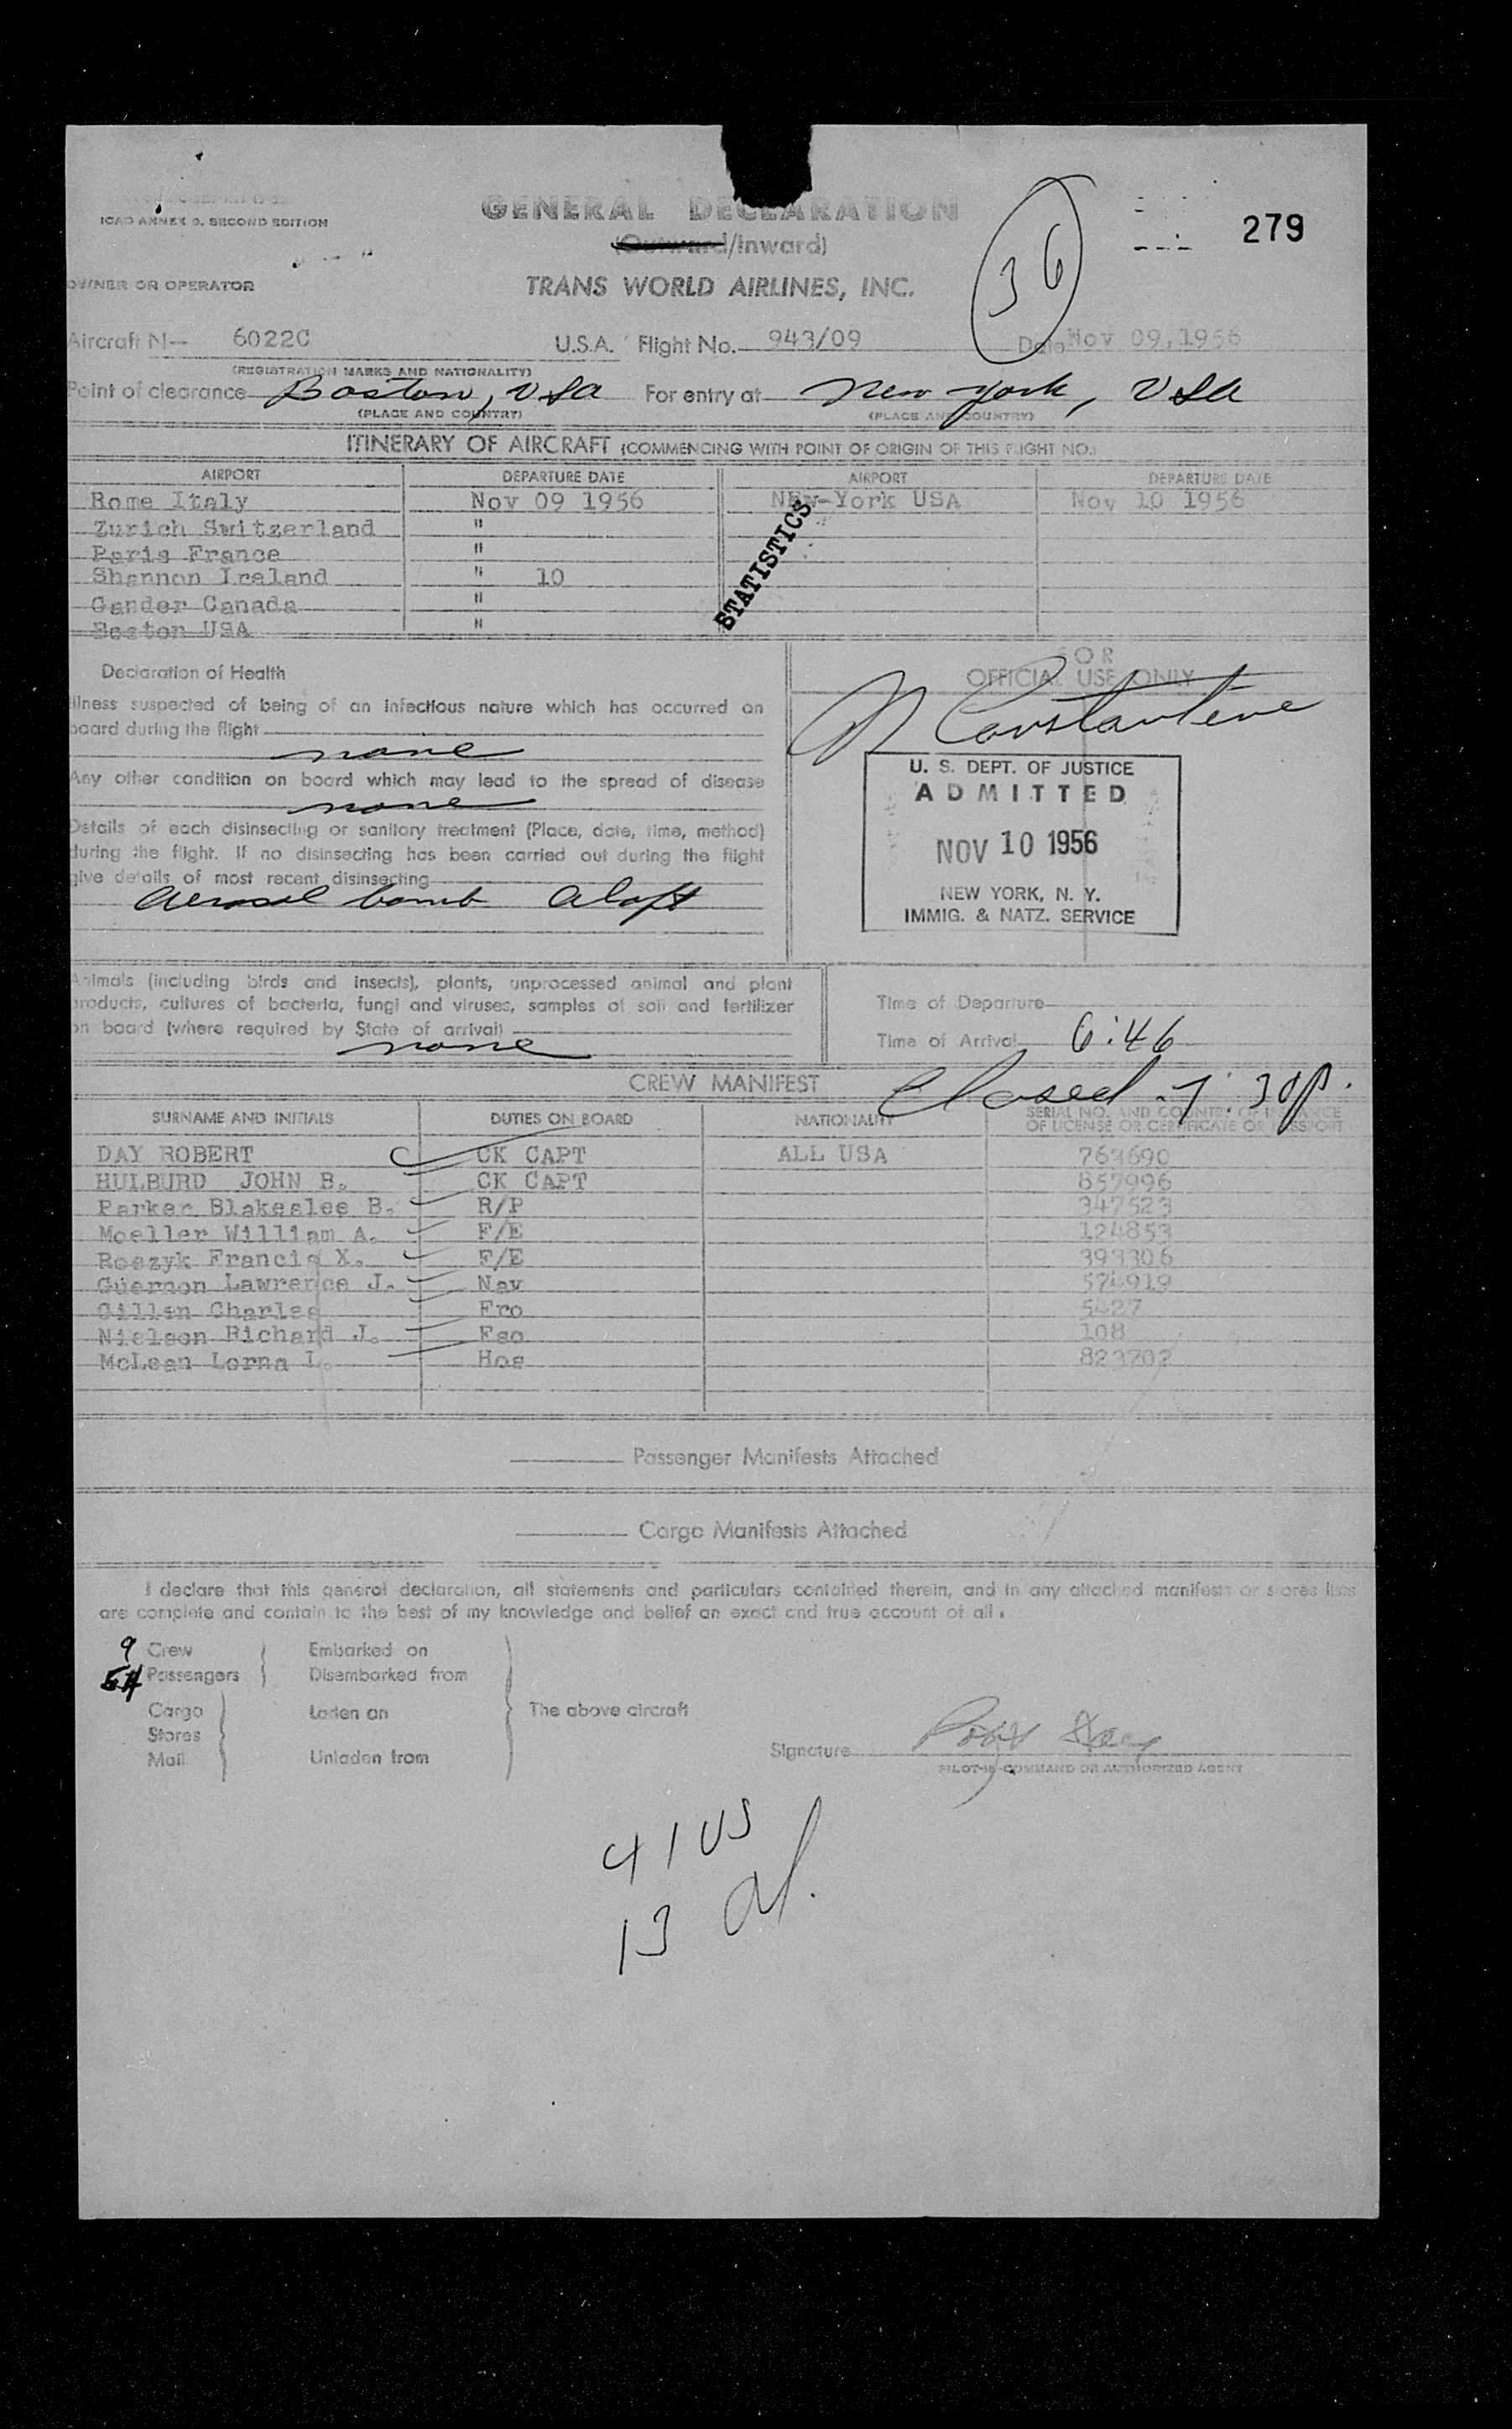 ICAO ANNEX 9, SECOND EDITION
GENERAL DECLARATION
(Outward/Inward)
36
279
OWNER OR OPERATOR
TRANS WORLD AIRLINES, INC.
Aircraft N— 6022C U.S.A. Flight No. 943/09 Date Nov 09,1956
(REGISTRATION MARKS AND NATIONALITY)
Point of clearance Boston, USA For entry at New York, USA
(PLACE AND COUNTRY) (PLACE AND COUNTRY)
ITINERARY OF AIRCRAFT (COMMENCING WITH POINT OF ORIGIN OF THIS FLIGHT NO.)
AIRPORT DEPARTURE DATE AIRPORT DEPARTURE DATE
Rome Italy Nov 09 1956 NEw-York USA Nov 10 1956
Zurich Switzerland "
Paris France "
Shannon Ireland " 10
Gander Canada "
Boston USA "
STATISTICS
Declaration of Health
FOR
OFFICIAL USE ONLY
Illness suspected of being of an infectious nature which has occurred on
board during the flight
none
N Constantine
Any other condition on board which may lead to the spread of disease
none
Details of each disinsecting or sanitary treatment (Place, date, time, method)
during the flight. If no disinsecting has been carried out during the flight
give details of most recent disinsecting
aerosol bomb aloft
U. S. DEPT. OF JUSTICE
ADMITTED
NOV 10 1956
NEW YORK, N. Y.
IMMIG. & NATZ. SERVICE
Animals (including birds and insects), plants, unprocessed animal and plant
products, cultures of bacteria, fungi and viruses, samples of soil and fertilizer
on board (where required by State of arrival)
none
Time of Departure
Time of Arrival 6:46
Closed 7:30p.
CREW MANIFEST
SURNAME AND INITIALS DUTIES ON BOARD NATIONALITY SERIAL NO. AND COUNTRY OF ISSUANCE
OF LICENSE OR CERTIFICATE OR PASSPORT
DAY ROBERT CK CAPT ALL USA 763690
HULBURD JOHN B. CK CAPT 857996
Parker Blakeslee B. R/P 347523
Moeller William A. F/E 124853
Roszyk Francis X. F/E 393306
Guernon Lawrence J. Nav 574919
Gillen Charles Fro 5427
Nielson Richard J. Fso 108
McLean Lorna L. Hos 823702
Passenger Manifests Attached
Cargo Manifests Attached
I declare that this general declaration, all statements and particulars contained therein, and in any attached manifests or stores lists
are complete and contain to the best of my knowledge and belief an exact and true account of all :
9 Crew Embarked on
54 Passengers Disembarked from
Cargo Laden on The above aircraft
Stores
Mail Unladen from
Signature Robt Day
PILOT-IN-COMMAND OR AUTHORIZED AGENT
41 US
13 al.